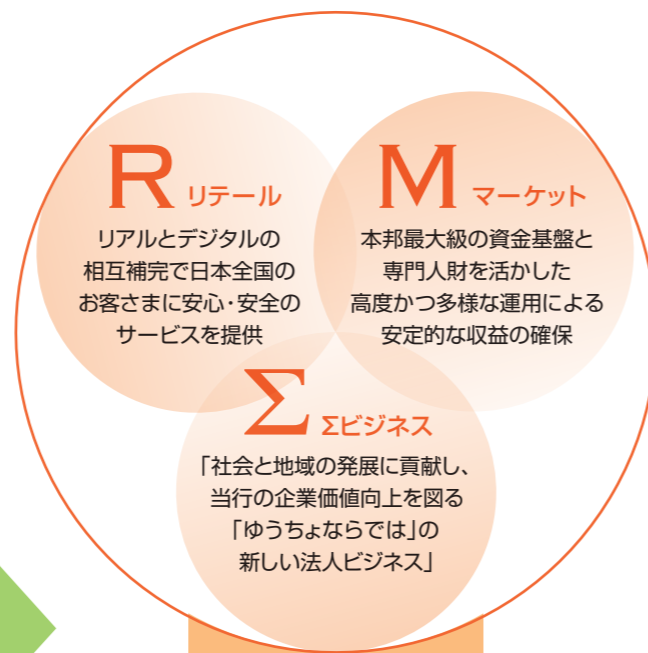 R リテール
リアルとデジタルの
相互補完で日本全国の
お客さまに安心・安全の
サービスを提供
M マーケット
本邦最大級の資金基盤と
専門人財を活かした
高度かつ多様な運用による
安定的な収益の確保
Σ Σビジネス
「社会と地域の発展に貢献し、
当行の企業価値向上を図る
「ゆうちょならでは」の
新しい法人ビジネス」